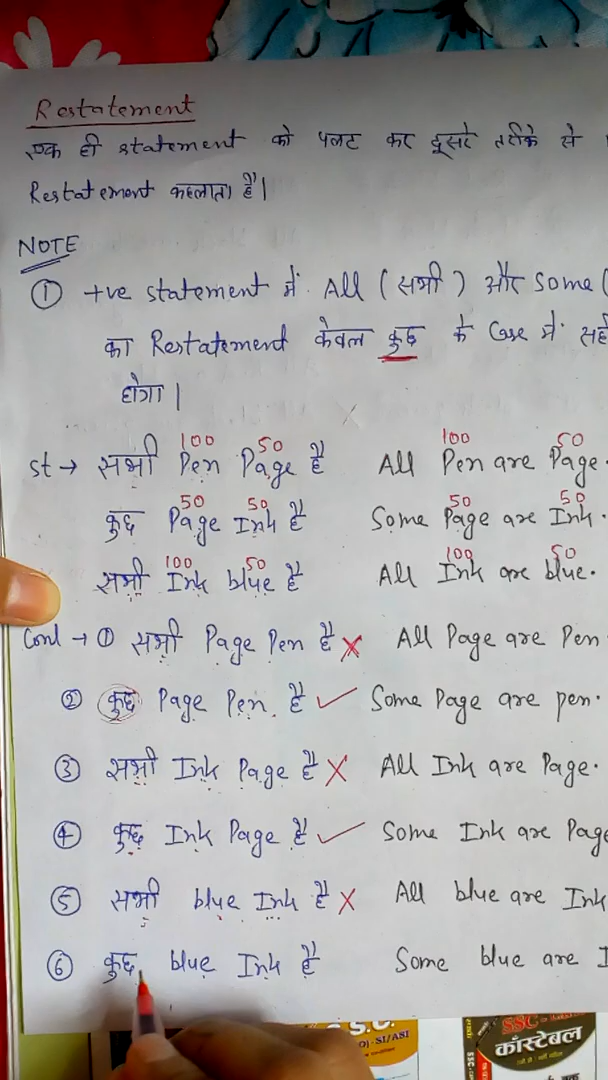 Restatement
एक ही statement को पलट कर दूसरे तरीके से
Restatement कहलाता है।
NOTE
① +ve statement में All (सभी) और Some (
का Restatement केवल कुछ के Case में सही
होगा।
100 50 100 50
st → सभी Pen Page है All Pen are Page.
50 50 50 50
कुछ Page Ink है Some Page are Ink.
100 50 100 50
सभी Ink blue है All Ink are blue.
Conl → ① सभी Page Pen है ✗ All Page are Pen
② कुछ Page Pen है ✓ Some Page are pen.
③ सभी Ink Page है ✗ All Ink are Page.
④ कुछ Ink Page है ✓ Some Ink are Page
⑤ सभी blue Ink है ✗ All blue are Ink
⑥ कुछ blue Ink है Some blue are I
S.C. SSC
SI/ASI कॉंस्टेबल